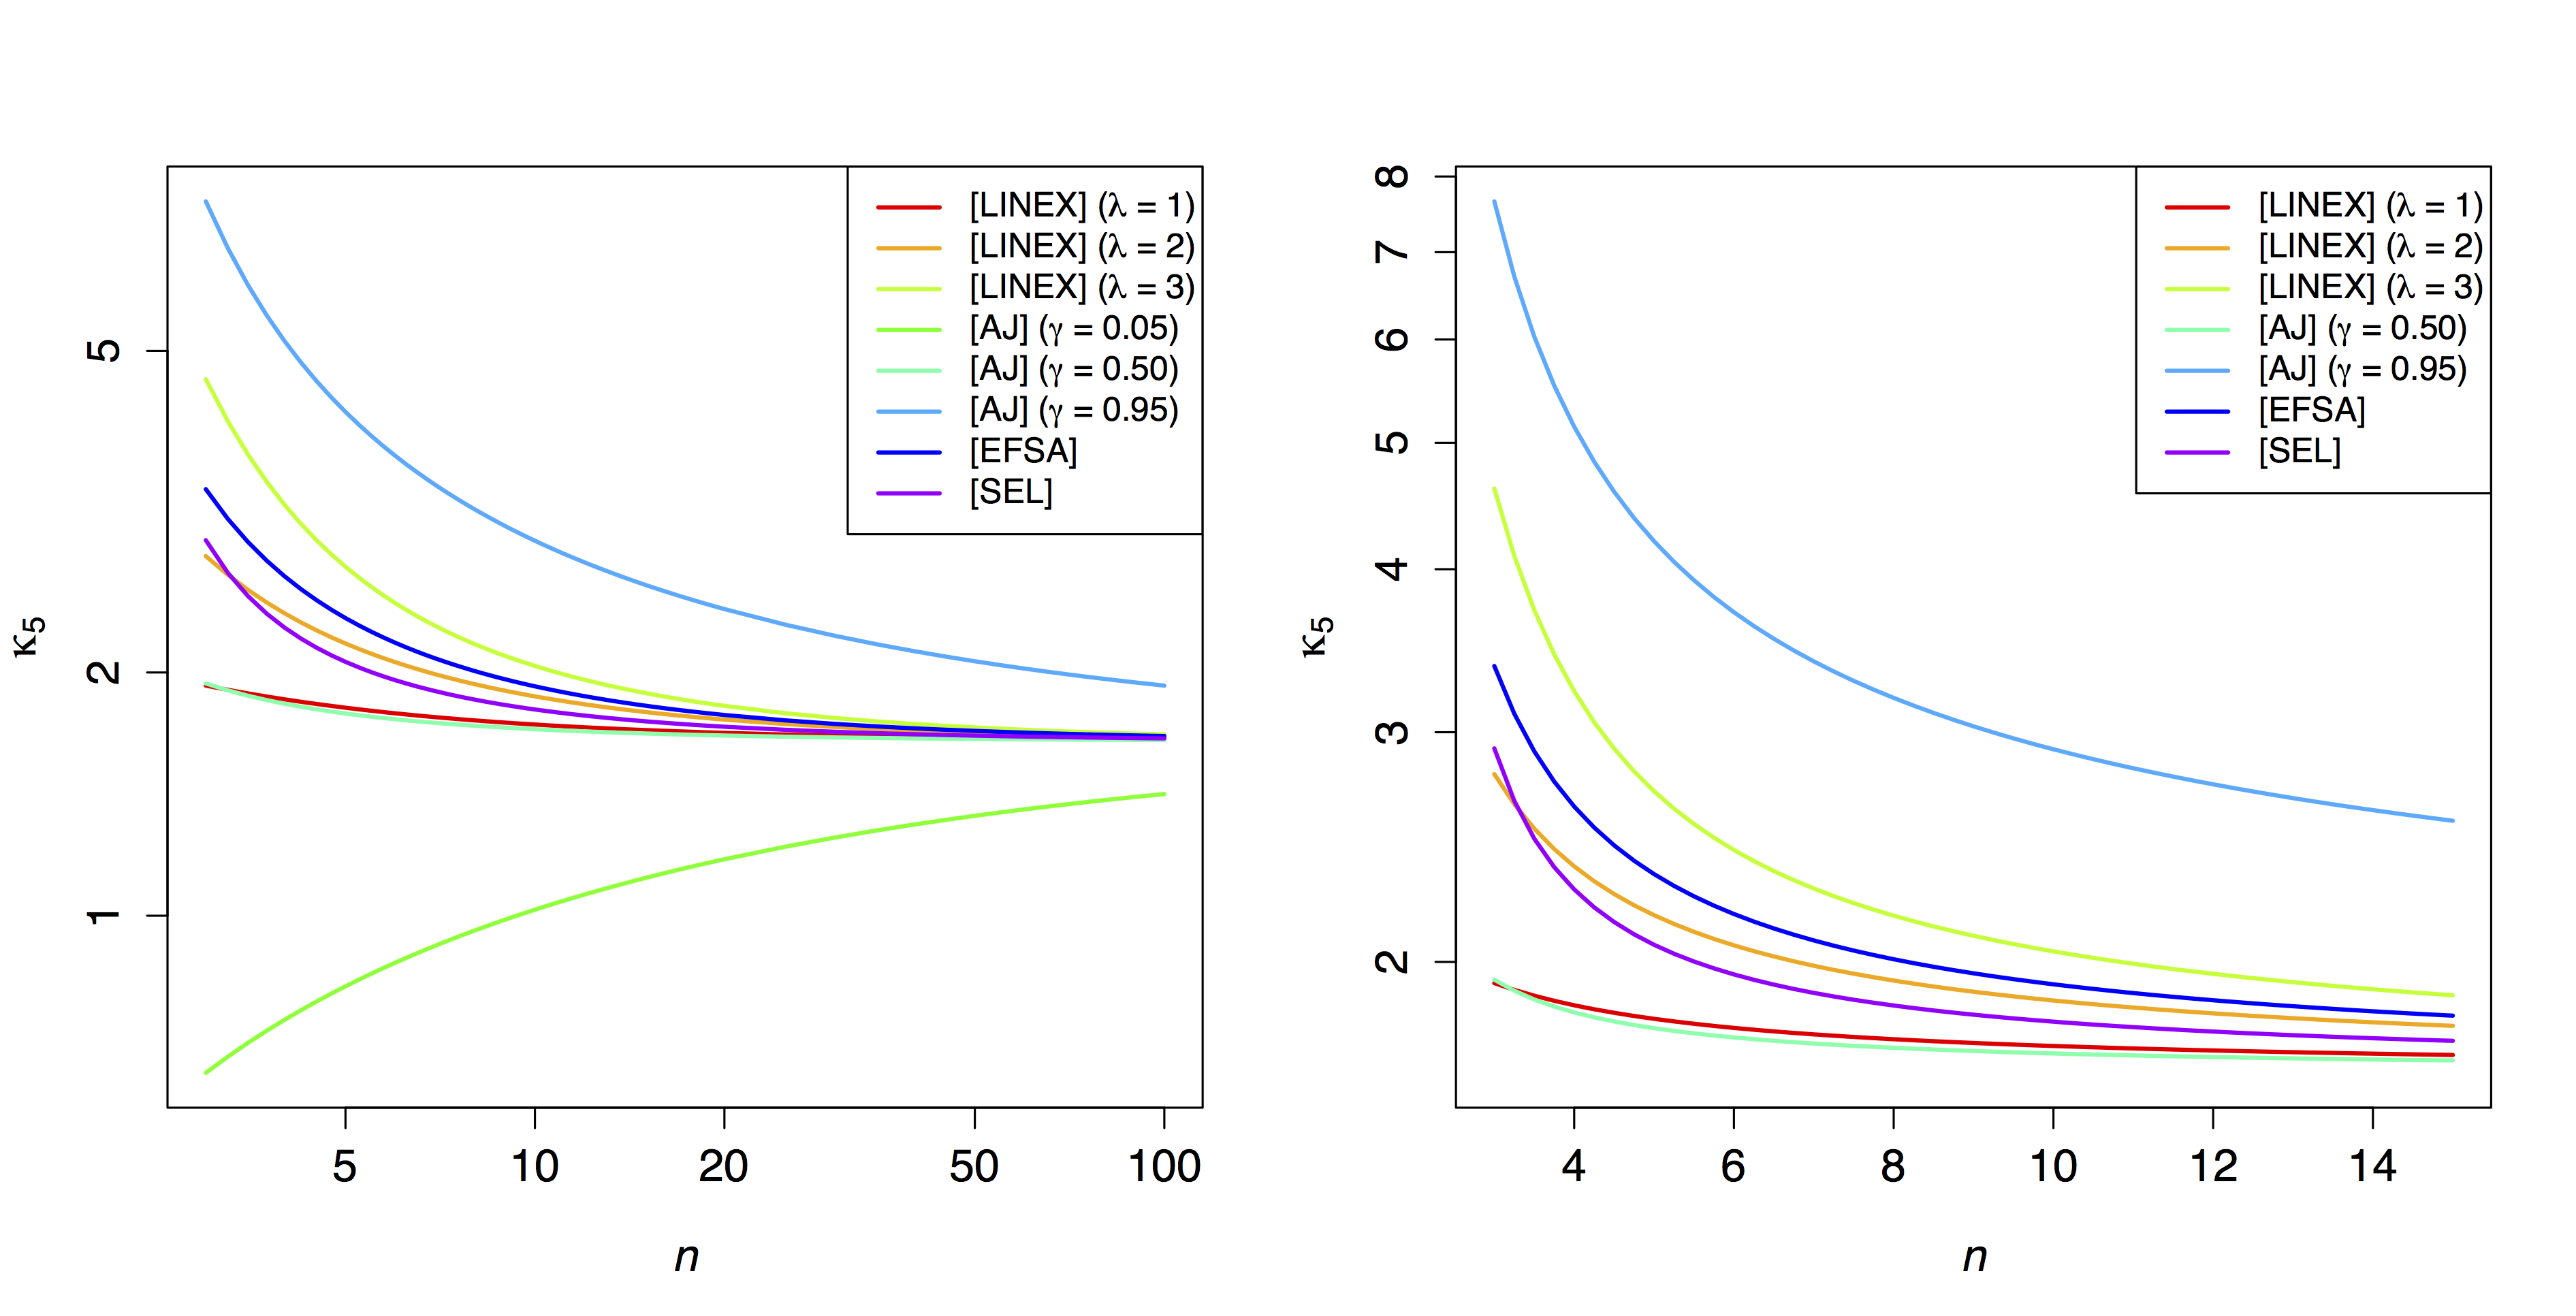 κ5
5
2
1
5 10 20 50 100
n
[LINEX] (λ = 1)
[LINEX] (λ = 2)
[LINEX] (λ = 3)
[AJ] (γ = 0.05)
[AJ] (γ = 0.50)
[AJ] (γ = 0.95)
[EFSA]
[SEL]
κ5
8
7
6
5
4
3
2
4 6 8 10 12 14
n
[LINEX] (λ = 1)
[LINEX] (λ = 2)
[LINEX] (λ = 3)
[AJ] (γ = 0.50)
[AJ] (γ = 0.95)
[EFSA]
[SEL]